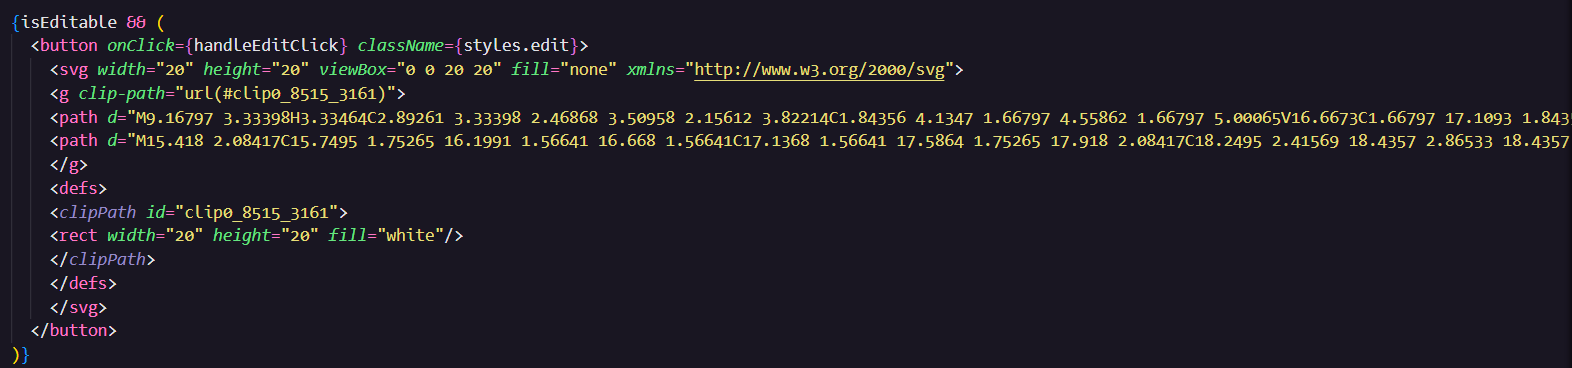 {isEditable && (
<button onClick={handleEditClick} className={styles.edit}>
<svg width="20" height="20" viewBox="0 0 20 20" fill="none" xmlns="http://www.w3.org/2000/svg">
<g clip-path="url(#clip0_8515_3161)">
<path d="M9.16797 3.33398H3.33464C2.89261 3.33398 2.46868 3.50958 2.15612 3.82214C1.84356 4.1347 1.66797 4.55862 1.66797 5.00065V16.6673C1.66797 17.1093 1.843
<path d="M15.418 2.08417C15.7495 1.75265 16.1991 1.56641 16.668 1.56641C17.1368 1.56641 17.5864 1.75265 17.918 2.08417C18.2495 2.41569 18.4357 2.86533 18.4357
</g>
<defs>
<clipPath id="clip0_8515_3161">
<rect width="20" height="20" fill="white"/>
</clipPath>
</defs>
</svg>
</button>
)}